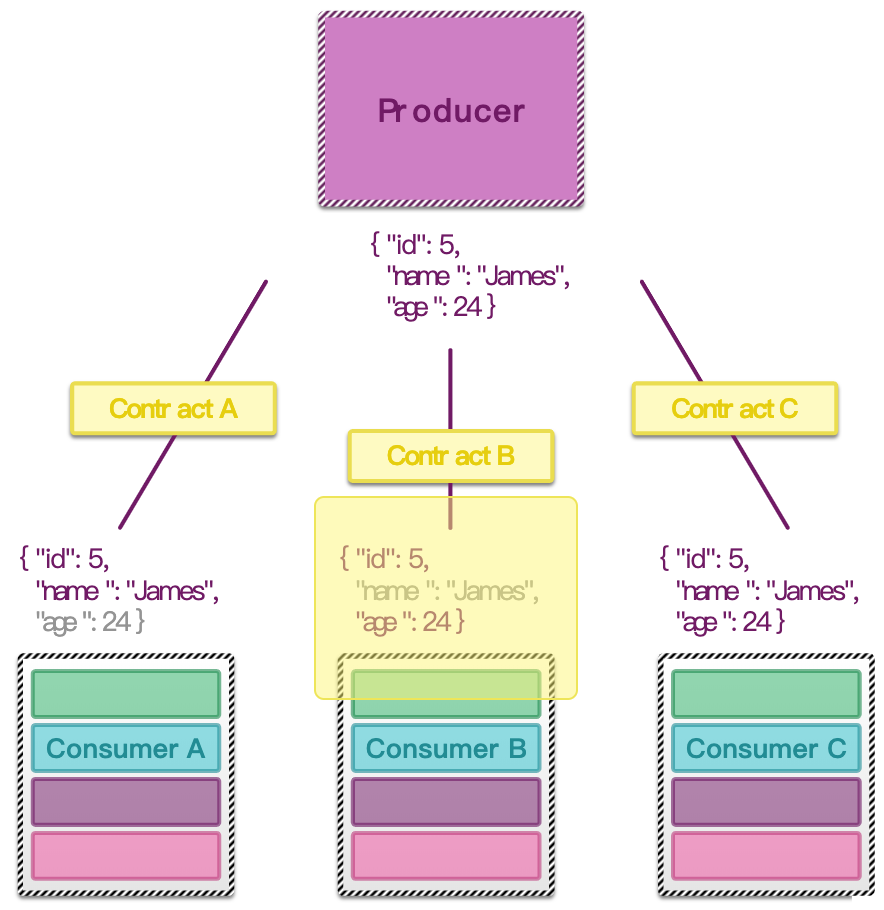 Producer
{ "id": 5,
"name ": "James",
"age ": 24 }
Contr act A
Contr act C
Contr act B
{ "id": 5,
"name ": "James",
"age ": 24 }
{ "id": 5,
"name ": "James",
"age ": 24 }
{ "id": 5,
"name ": "James",
"age ": 24 }
Consumer A
Consumer B
Consumer C